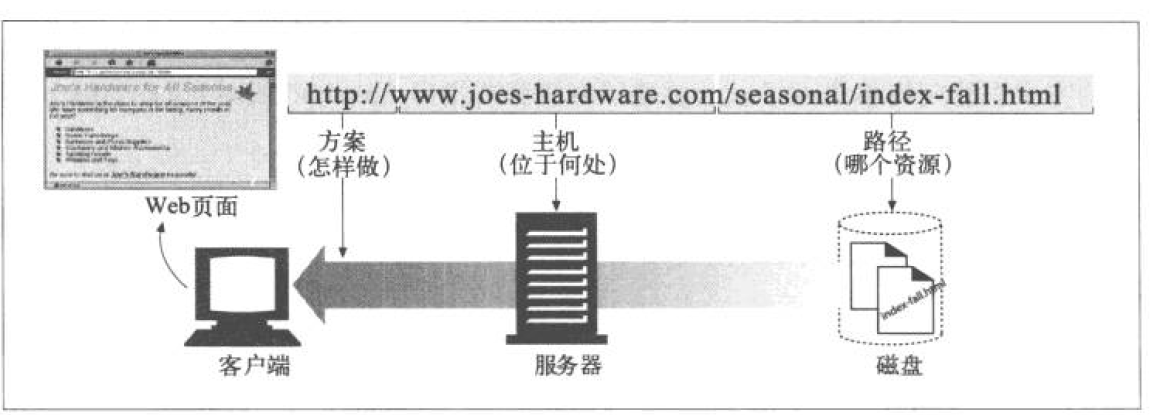 Joe's Hardware for All Seasons
http://www.joes-hardware.com/seasonal/index-fall.html
方案
(怎样做)
主机
(位于何处)
路径
(哪个资源)
Web页面
index-fall.html
客户端
服务器
磁盘